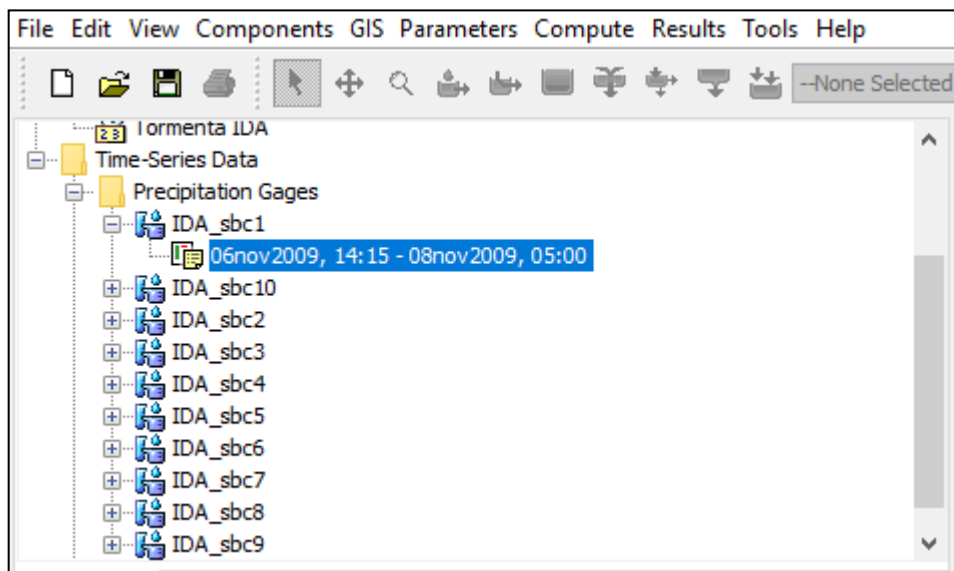 File Edit View Components GIS Parameters Compute Results Tools Help
--None Selected
23 Tormenta IDA
Time-Series Data
Precipitation Gages
IDA_sbc1
06nov2009, 14:15 - 08nov2009, 05:00
IDA_sbc10
IDA_sbc2
IDA_sbc3
IDA_sbc4
IDA_sbc5
IDA_sbc6
IDA_sbc7
IDA_sbc8
IDA_sbc9